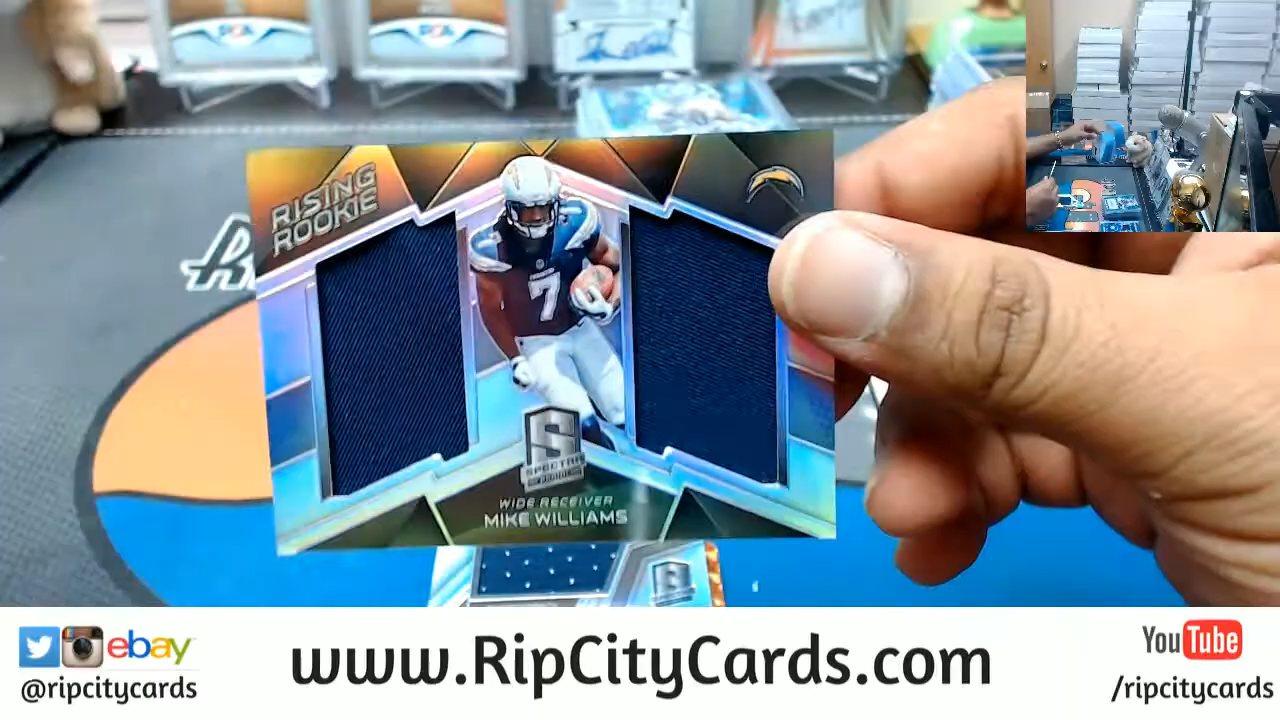 RISING
ROOKIE
7
SPECTRA
WIDE RECEIVER
MIKE WILLIAMS
ebay
www.RipCityCards.com
YouTube
@ripcitycards
/ripcitycards